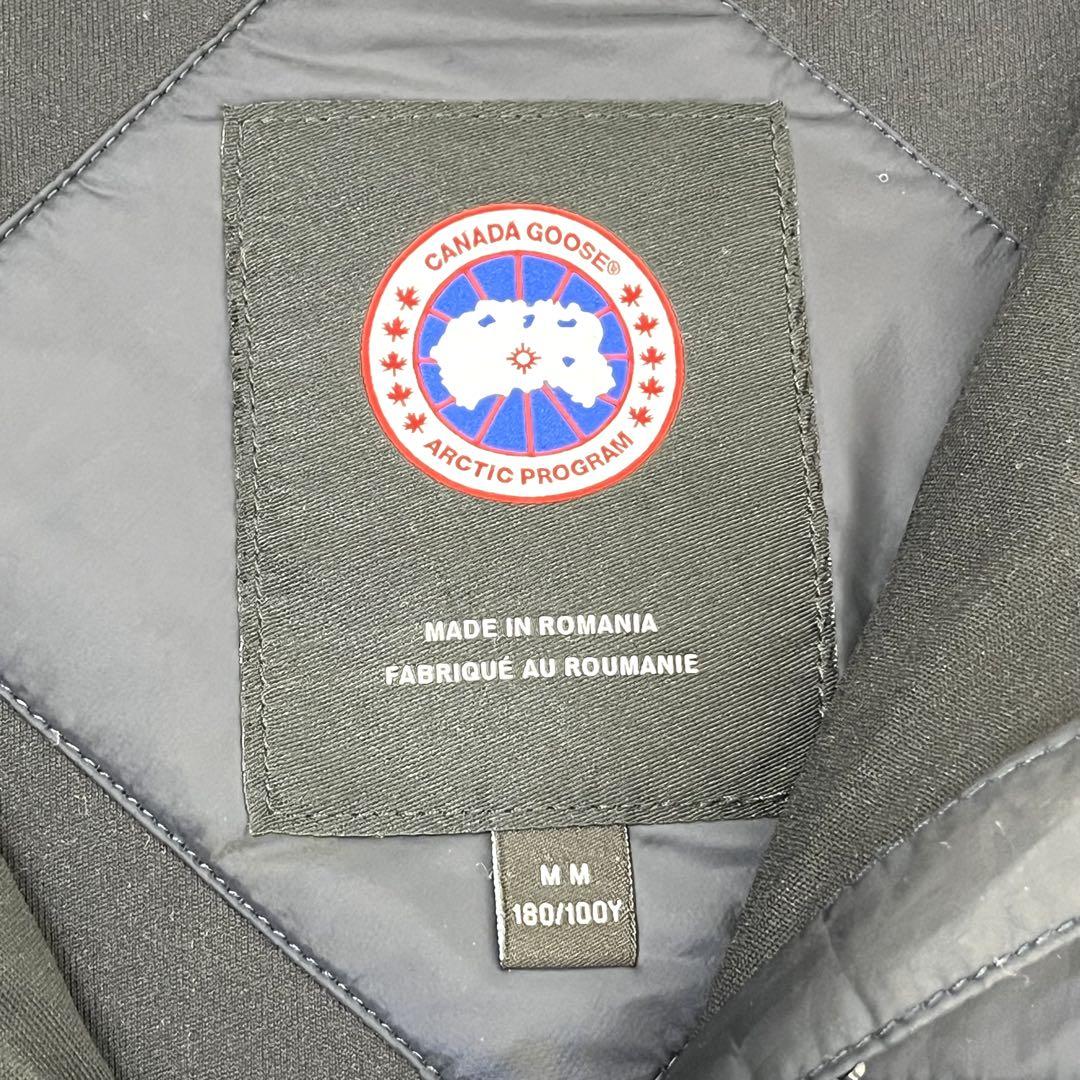 CANADA GOOSE®
ARCTIC PROGRAM
MADE IN ROMANIA
FABRIQUÉ AU ROUMANIE
M M
180/100Y